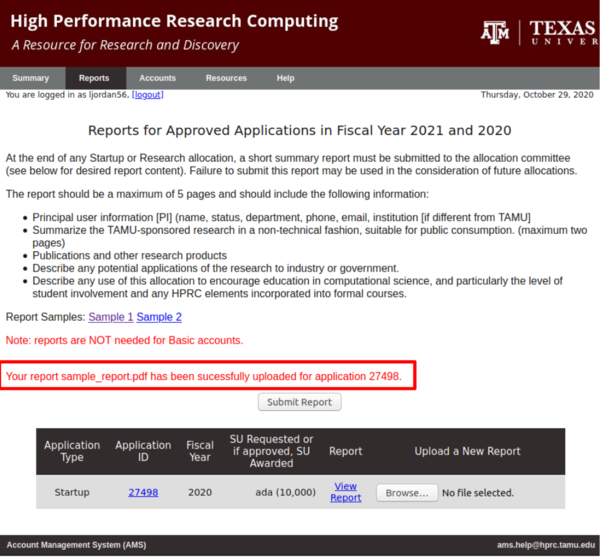 High Performance Research Computing
A Resource for Research and Discovery
ĀM | TEXAS
UNIVER
Summary Reports Accounts Resources Help
You are logged in as ljordan56, [logout] Thursday, October 29, 2020
Reports for Approved Applications in Fiscal Year 2021 and 2020
At the end of any Startup or Research allocation, a short summary report must be submitted to the allocation committee
(see below for desired report content). Failure to submit this report may be used in the consideration of future allocations.
The report should be a maximum of 5 pages and should include the following information:
• Principal user information [PI] (name, status, department, phone, email, institution [if different from TAMU]
• Summarize the TAMU-sponsored research in a non-technical fashion, suitable for public consumption. (maximum two
pages)
• Publications and other research products
• Describe any potential applications of the research to industry or government.
• Describe any use of this allocation to encourage education in computational science, and particularly the level of
student involvement and any HPRC elements incorporated into formal courses.
Report Samples: Sample 1 Sample 2
Note: reports are NOT needed for Basic accounts.
Your report sample_report.pdf has been sucessfully uploaded for application 27498.
Submit Report
Application Type Application ID Fiscal Year SU Requested or if approved, SU Awarded Report Upload a New Report
Startup 27498 2020 ada (10,000) View Report Browse... No file selected.
Account Management System (AMS) ams.help@hprc.tamu.edu